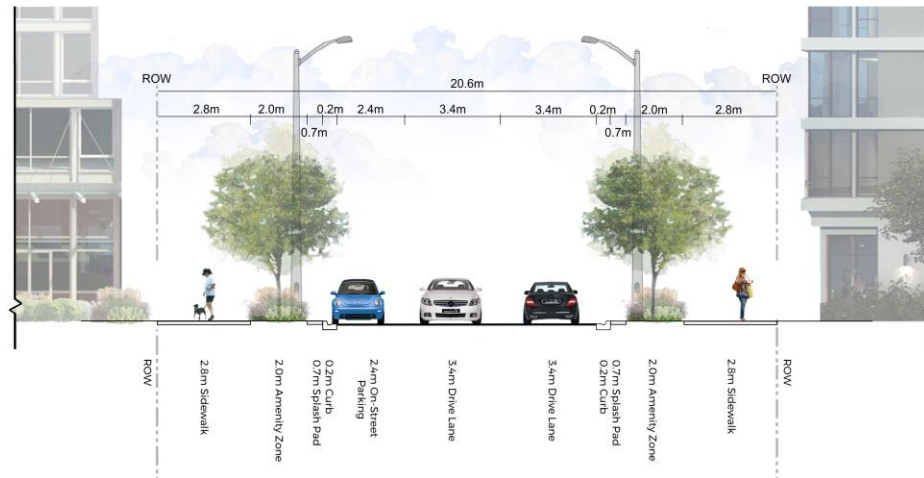 ROW
ROW
20.6m
2.8m
2.0m
0.2m
2.4m
3.4m
3.4m
0.2m
2.0m
2.8m
0.7m
0.7m
ROW
2.8m Sidewalk
2.0m Amenity Zone
0.7m Splash Pad
0.2m Curb
2.4m On-Street
Parking
3.4m Drive Lane
3.4m Drive Lane
0.2m Curb
0.7m Splash Pad
2.0m Amenity Zone
2.8m Sidewalk
ROW